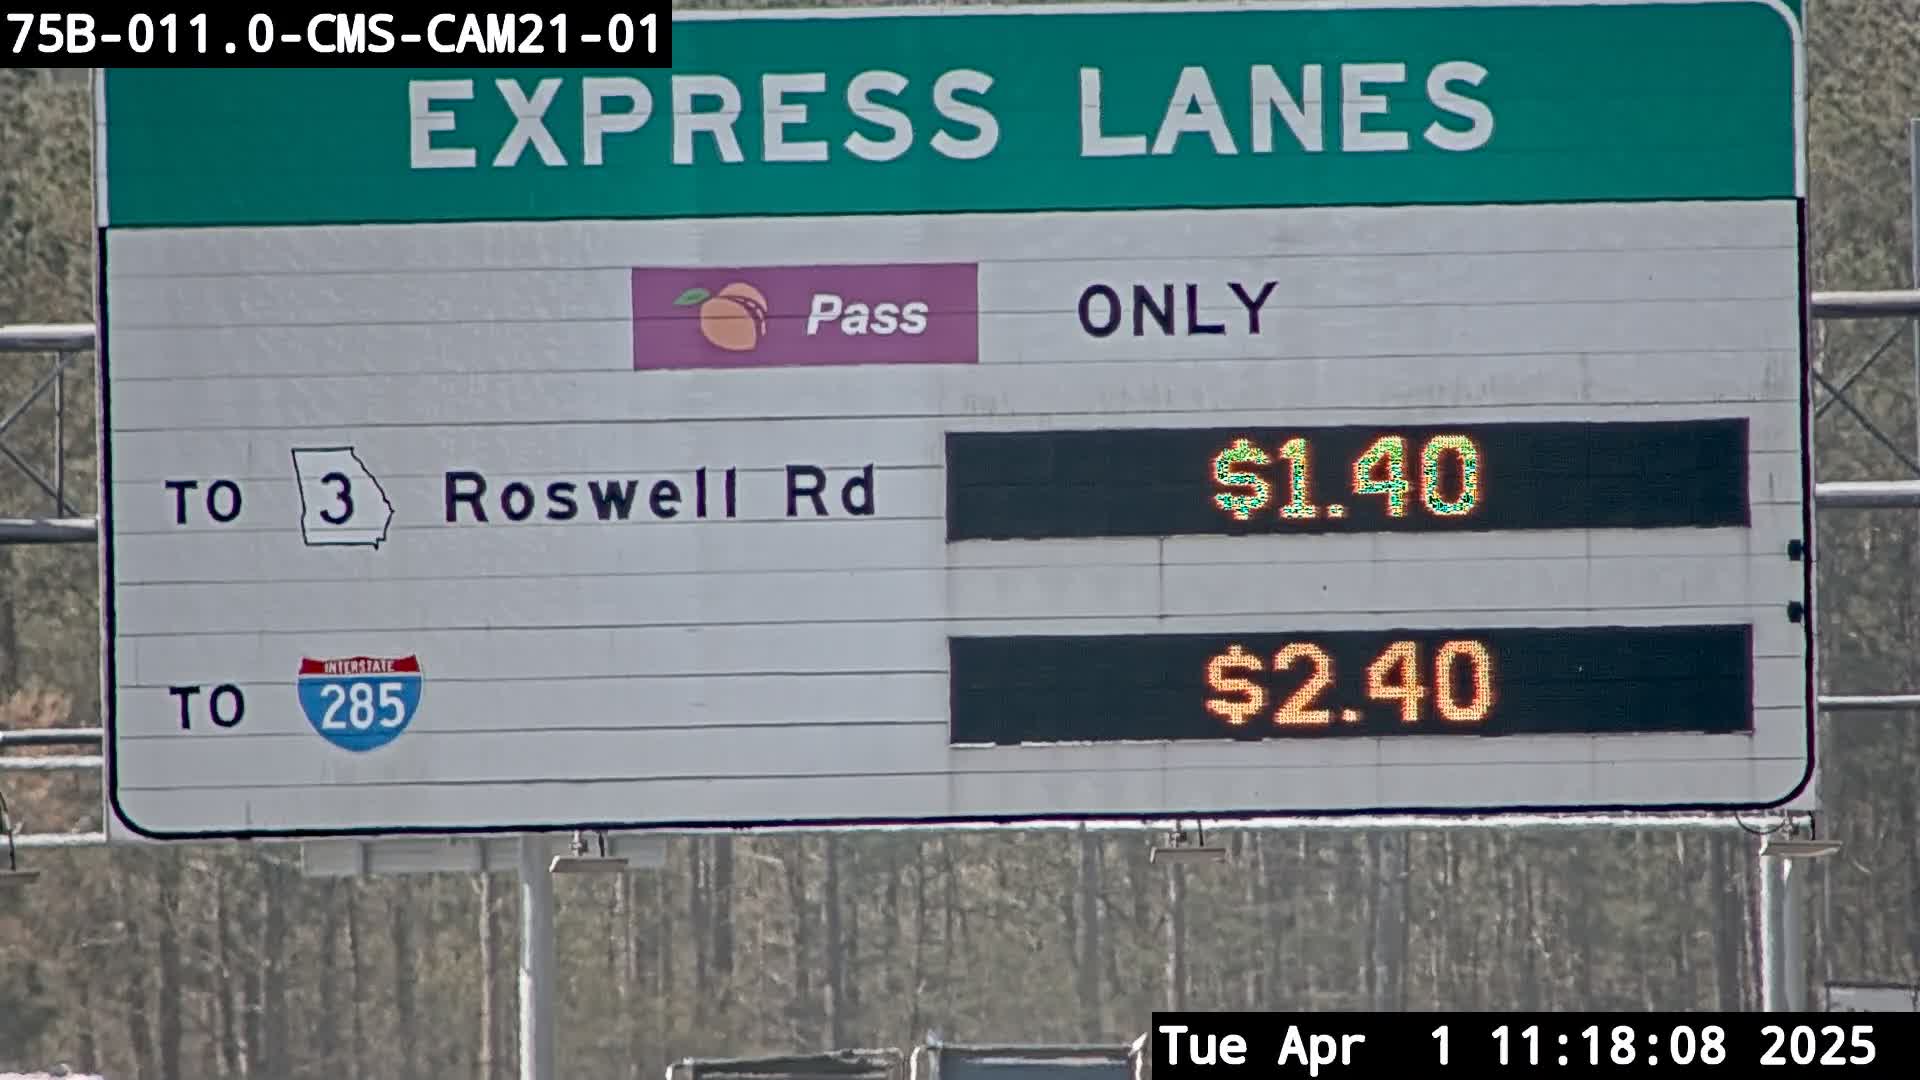 75B-011.0-CMS-CAM21-01
EXPRESS LANES
Pass ONLY
TO 3 Roswell Rd $1.40
TO INTERSTATE 285 $2.40
Tue Apr 1 11:18:08 2025